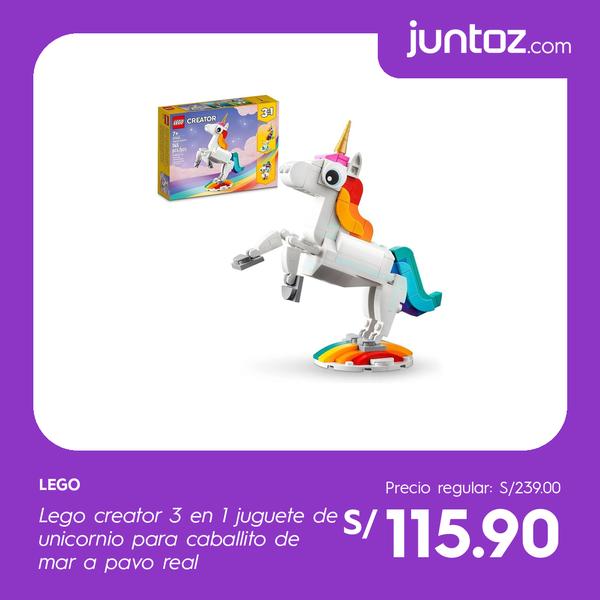 juntoz.com
LEGO CREATOR
3in1
7+
LEGO
Precio regular: S/239.00
Lego creator 3 en 1 juguete de
unicornio para caballito de
mar a pavo real
S/115.90